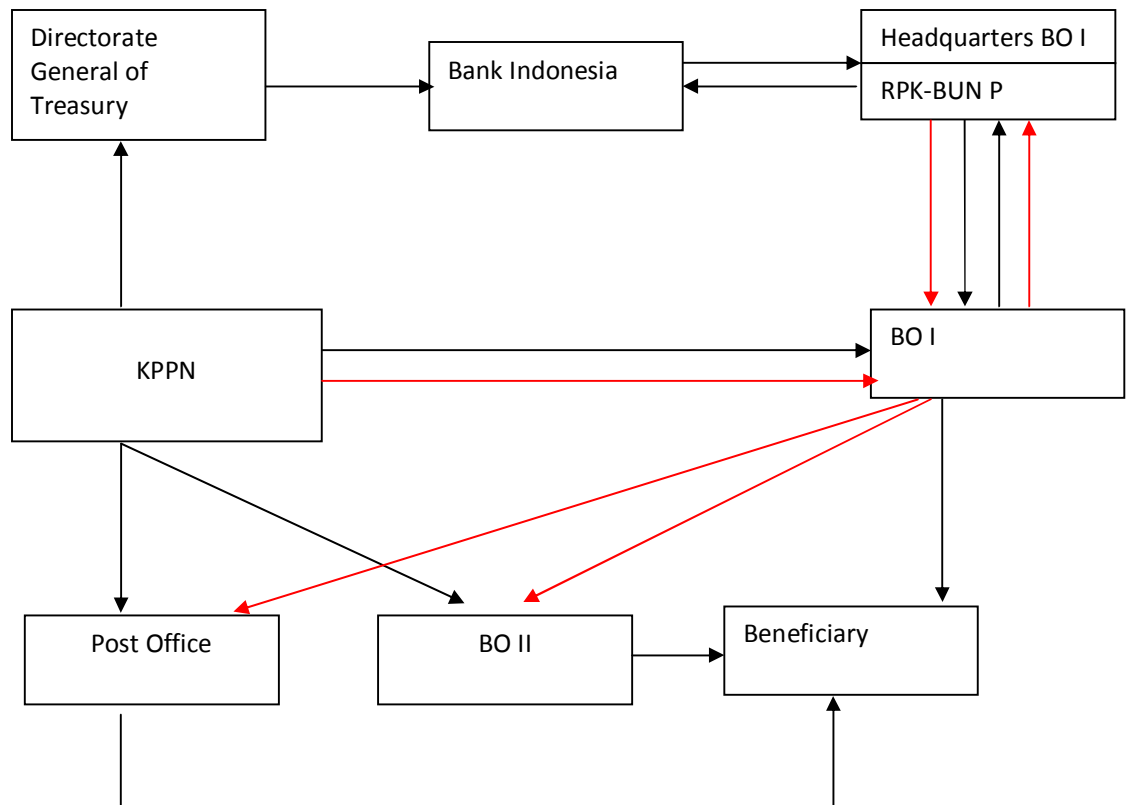 Directorate
General of
Treasury
Bank Indonesia
Headquarters BO I
RPK-BUN P
KPPN
BO I
Post Office
BO II
Beneficiary